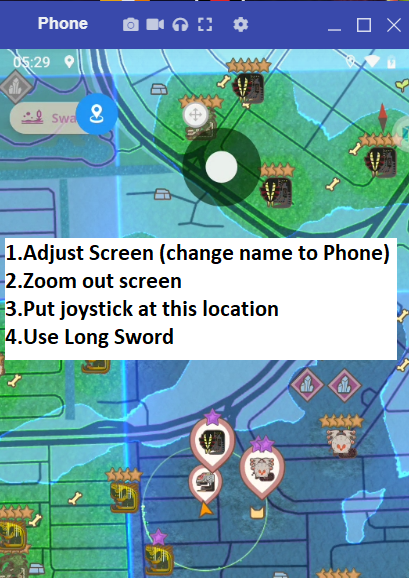 Phone
05:29
Swa
1.Adjust Screen (change name to Phone)
2.Zoom out screen
3.Put joystick at this location
4.Use Long Sword